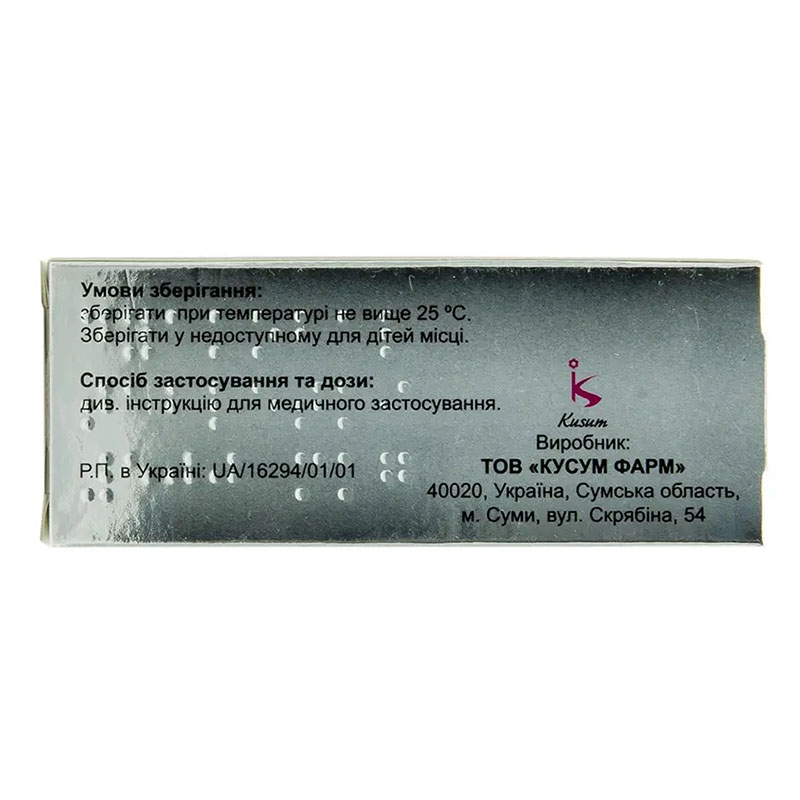 Умови зберігання:
зберігати при температурі не вище 25 ºС.
Зберігати у недоступному для дітей місці.
Спосіб застосування та дози:
див. інструкцію для медичного застосування.
Р.П. в Україні: UA/16294/01/01
Kusum
Виробник:
ТОВ «КУСУМ ФАРМ»
40020, Україна, Сумська область,
м. Суми, вул. Скрябіна, 54